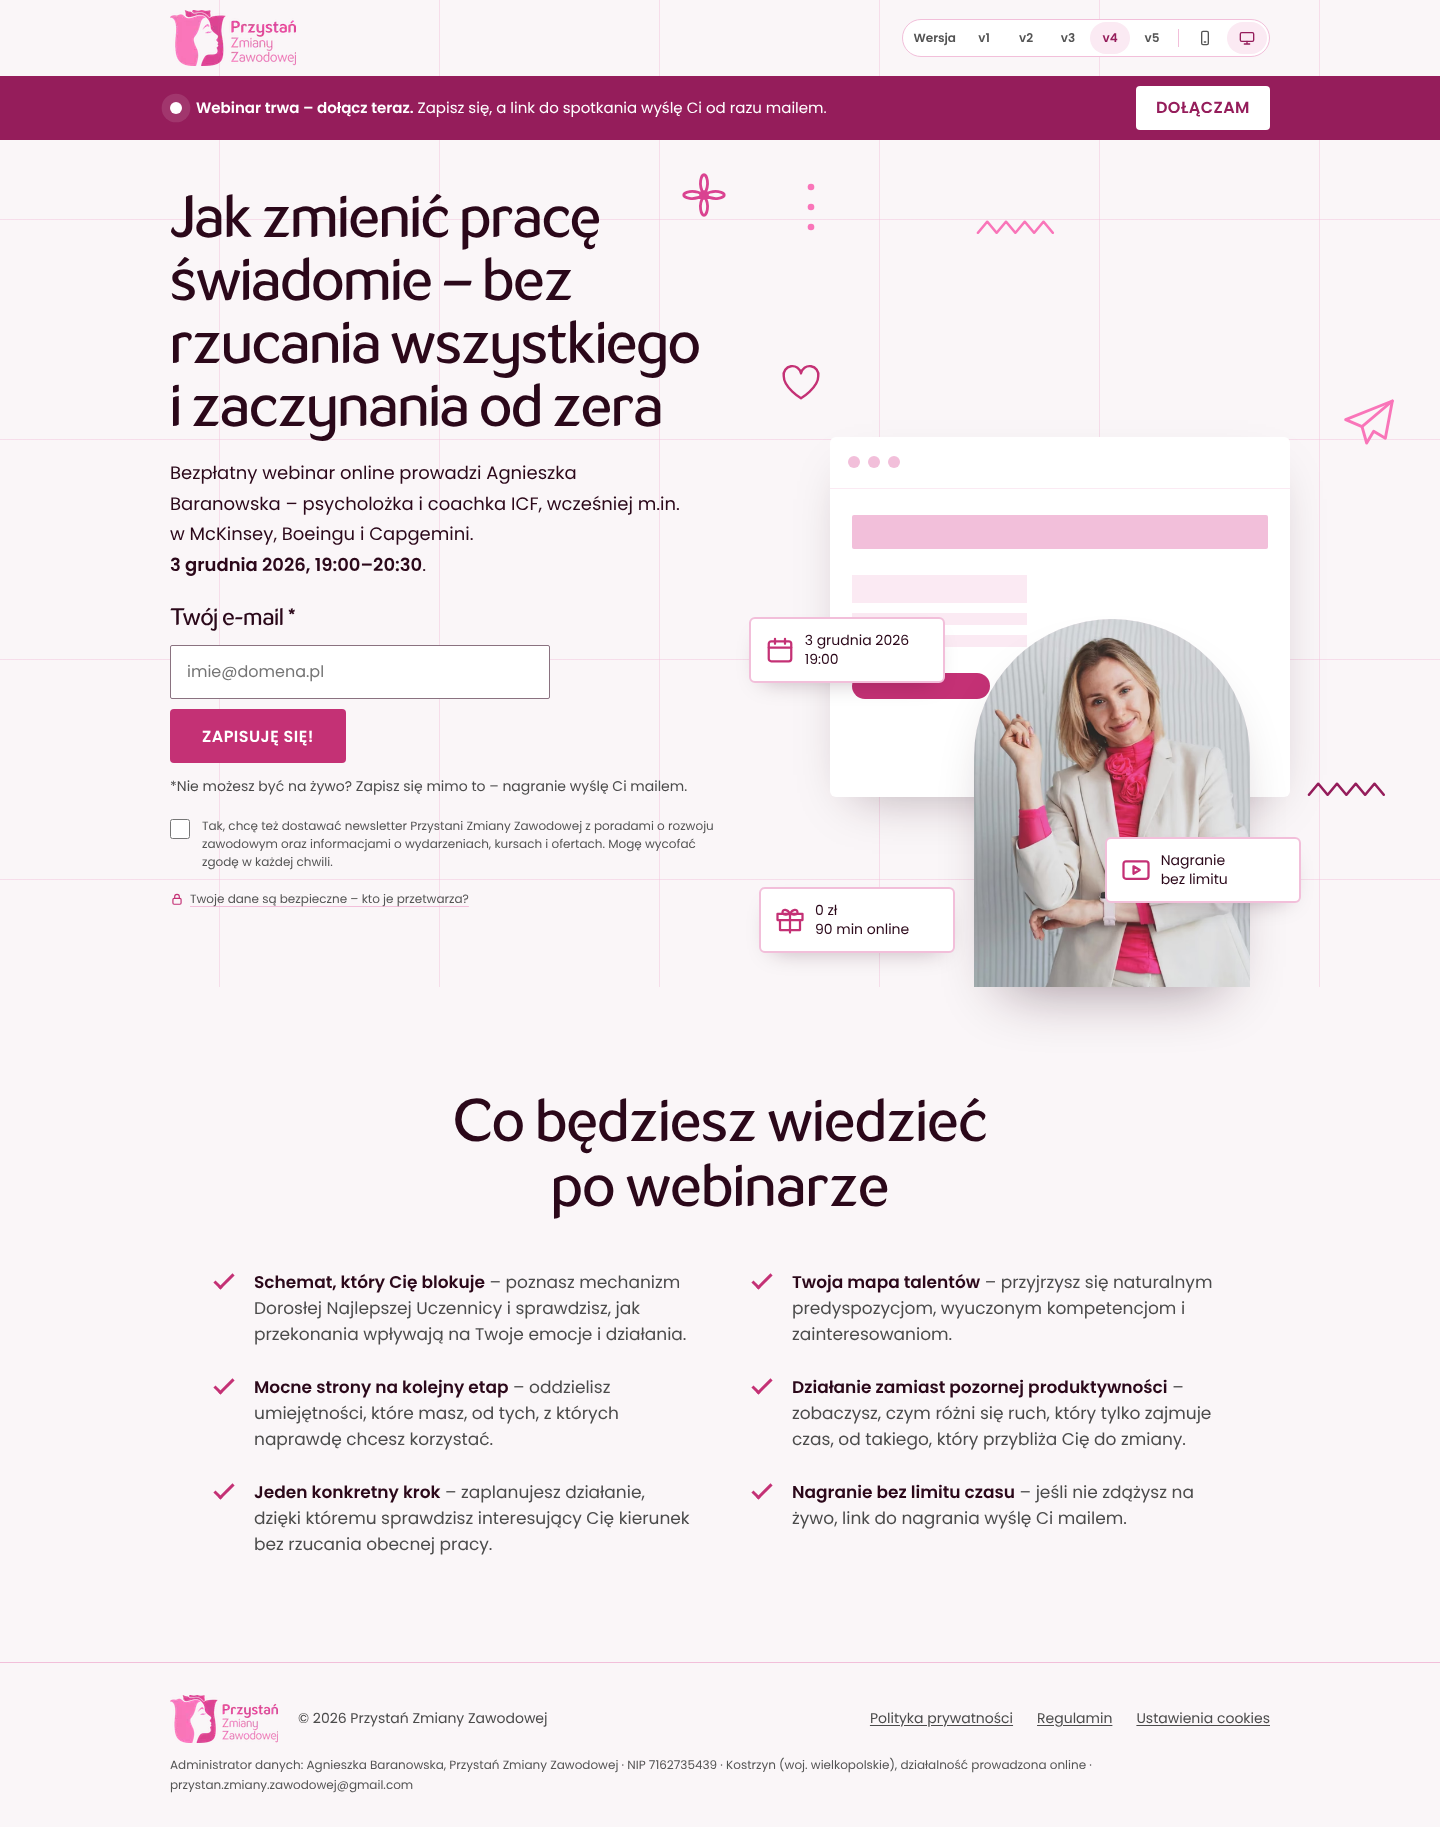 Przystań
Zmiany
Zawodowej
Wersja v1 v2 v3 v4 v5
Webinar trwa – dołącz teraz. Zapisz się, a link do spotkania wyślę Ci od razu mailem.
DOŁĄCZAM
Jak zmienić pracę
świadomie – bez
rzucania wszystkiego
i zaczynania od zera
Bezpłatny webinar online prowadzi Agnieszka
Baranowska – psycholożka i coachka ICF, wcześniej m.in.
w McKinsey, Boeingu i Capgemini.
3 grudnia 2026, 19:00–20:30.
Twój e-mail *
imie@domena.pl
ZAPISUJĘ SIĘ!
*Nie możesz być na żywo? Zapisz się mimo to – nagranie wyślę Ci mailem.
Tak, chcę też dostawać newsletter Przystani Zmiany Zawodowej z poradami o rozwoju
zawodowym oraz informacjami o wydarzeniach, kursach i ofertach. Mogę wycofać
zgodę w każdej chwili.
Twoje dane są bezpieczne – kto je przetwarza?
3 grudnia 2026
19:00
Nagranie
bez limitu
0 zł
90 min online
Co będziesz wiedzieć
po webinarze
Schemat, który Cię blokuje – poznasz mechanizm
Dorosłej Najlepszej Uczennicy i sprawdzisz, jak
przekonania wpływają na Twoje emocje i działania.
Twoja mapa talentów – przyjrzysz się naturalnym
predyspozycjom, wyuczonym kompetencjom i
zainteresowaniom.
Mocne strony na kolejny etap – oddzielisz
umiejętności, które masz, od tych, z których
naprawdę chcesz korzystać.
Działanie zamiast pozornej produktywności –
zobaczysz, czym różni się ruch, który tylko zajmuje
czas, od takiego, który przybliża Cię do zmiany.
Jeden konkretny krok – zaplanujesz działanie,
dzięki któremu sprawdzisz interesujący Cię kierunek
bez rzucania obecnej pracy.
Nagranie bez limitu czasu – jeśli nie zdążysz na
żywo, link do nagrania wyślę Ci mailem.
Przystań
Zmiany
Zawodowej
© 2026 Przystań Zmiany Zawodowej
Polityka prywatności Regulamin Ustawienia cookies
Administrator danych: Agnieszka Baranowska, Przystań Zmiany Zawodowej · NIP 7162735439 · Kostrzyn (woj. wielkopolskie), działalność prowadzona online ·
przystan.zmiany.zawodowej@gmail.com